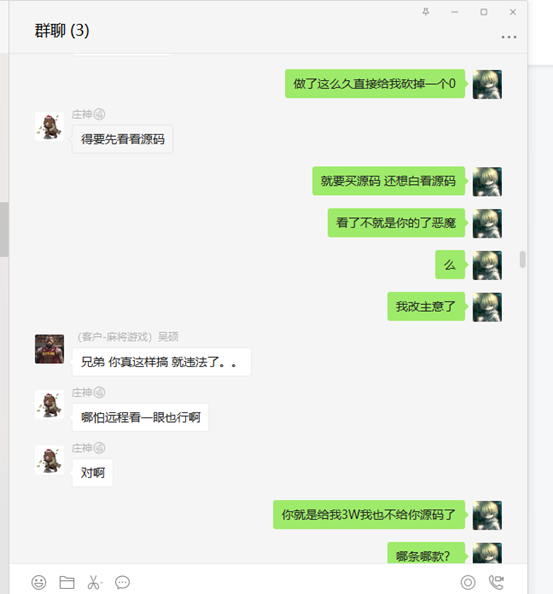 群聊 (3)
做了这么久直接给我砍掉一个0
庄神
得要先看看源码
就要买源码 还想白看源码
看了不就是你的了恶魔
么
我改主意了
（客户-麻将游戏）吴硕
兄弟 你真这样搞 就违法了。。
庄神
哪怕远程看一眼也行啊
庄神
对啊
你就是给我3W我也不给你源码了
哪条哪款?